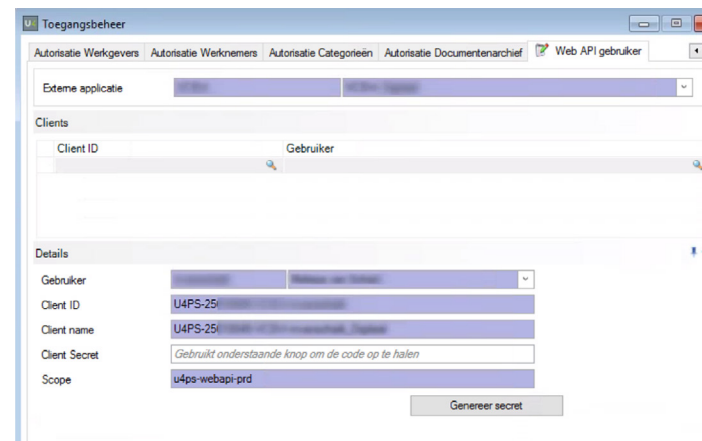 Toegangsbeheer
Autorisatie Werkgevers Autorisatie Werknemers Autorisatie Categorieën Autorisatie Documentenarchief Web API gebruiker
Externe applicatie
Clients
Client ID Gebruiker
Details
Gebruiker
Client ID U4PS-25
Client name U4PS-25
Client Secret Gebruikt onderstaande knop om de code op te halen
Scope u4ps-webapi-prd
Genereer secret